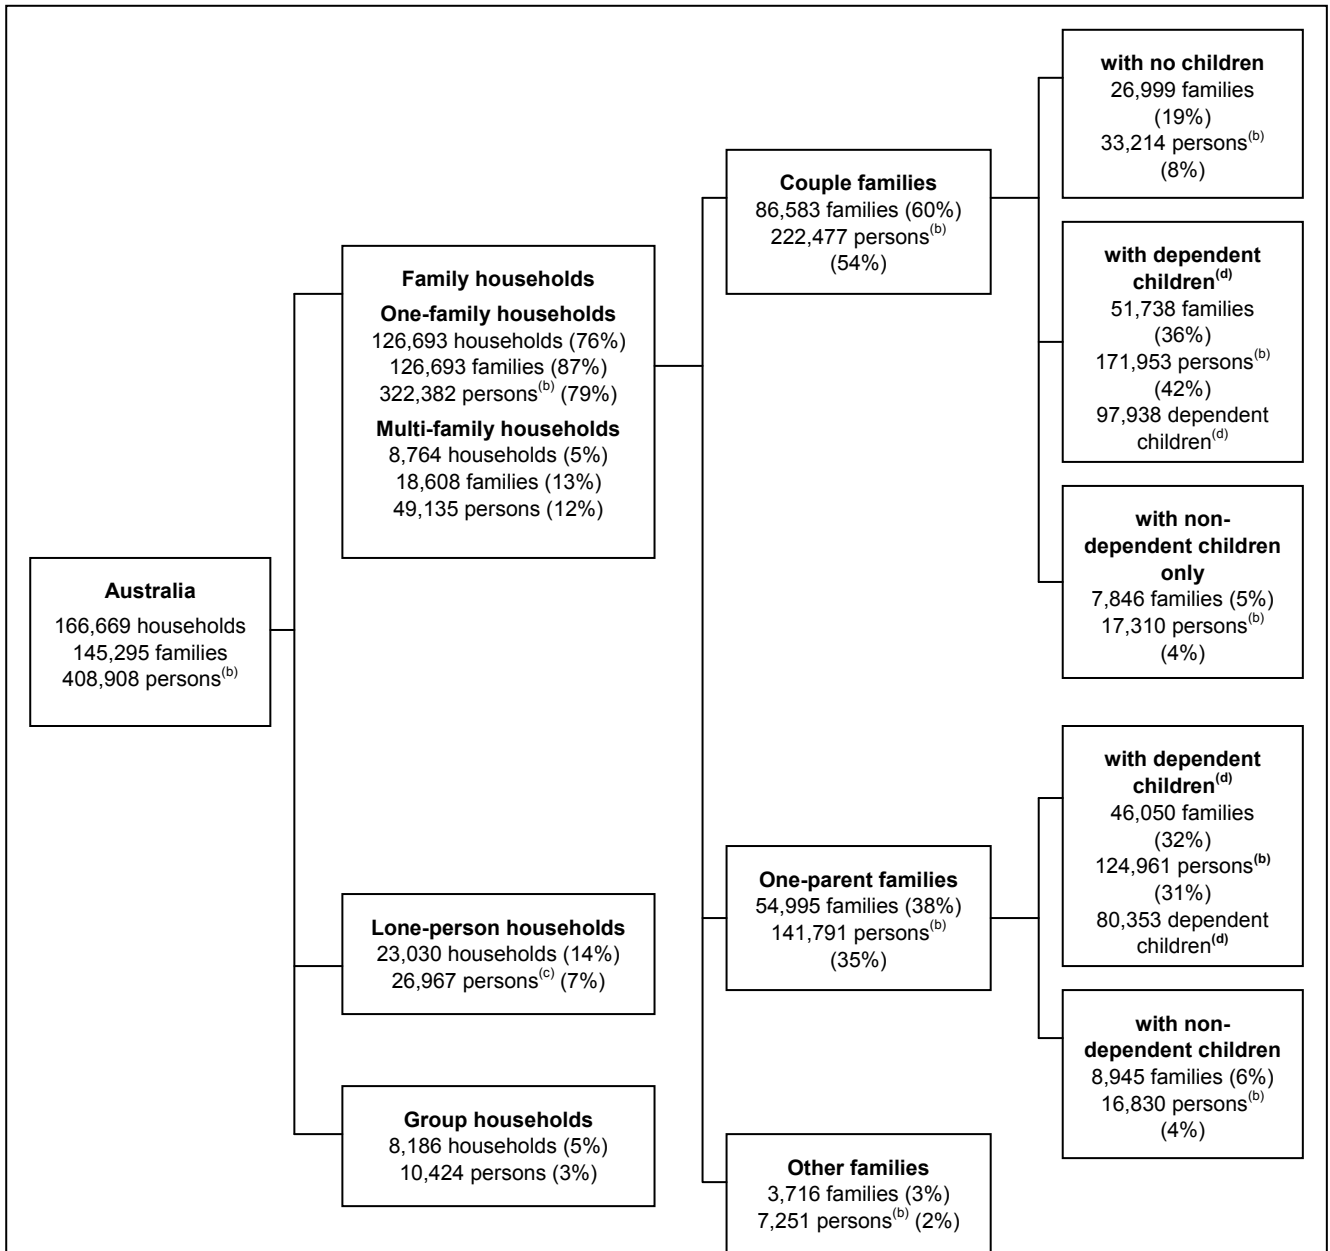 Australia
166,669 households
145,295 families
408,908 persons(b)
Family households
One-family households
126,693 households (76%)
126,693 families (87%)
322,382 persons(b) (79%)
Multi-family households
8,764 households (5%)
18,608 families (13%)
49,135 persons (12%)
Lone-person households
23,030 households (14%)
26,967 persons(c) (7%)
Group households
8,186 households (5%)
10,424 persons (3%)
Couple families
86,583 families (60%)
222,477 persons(b)
(54%)
One-parent families
54,995 families (38%)
141,791 persons(b)
(35%)
Other families
3,716 families (3%)
7,251 persons(b) (2%)
with no children
26,999 families
(19%)
33,214 persons(b)
(8%)
with dependent
children(d)
51,738 families
(36%)
171,953 persons(b)
(42%)
97,938 dependent
children(d)
with non-
dependent children
only
7,846 families (5%)
17,310 persons(b)
(4%)
with dependent
children(d)
46,050 families
(32%)
124,961 persons(b)
(31%)
80,353 dependent
children(d)
with non-
dependent children
8,945 families (6%)
16,830 persons(b)
(4%)